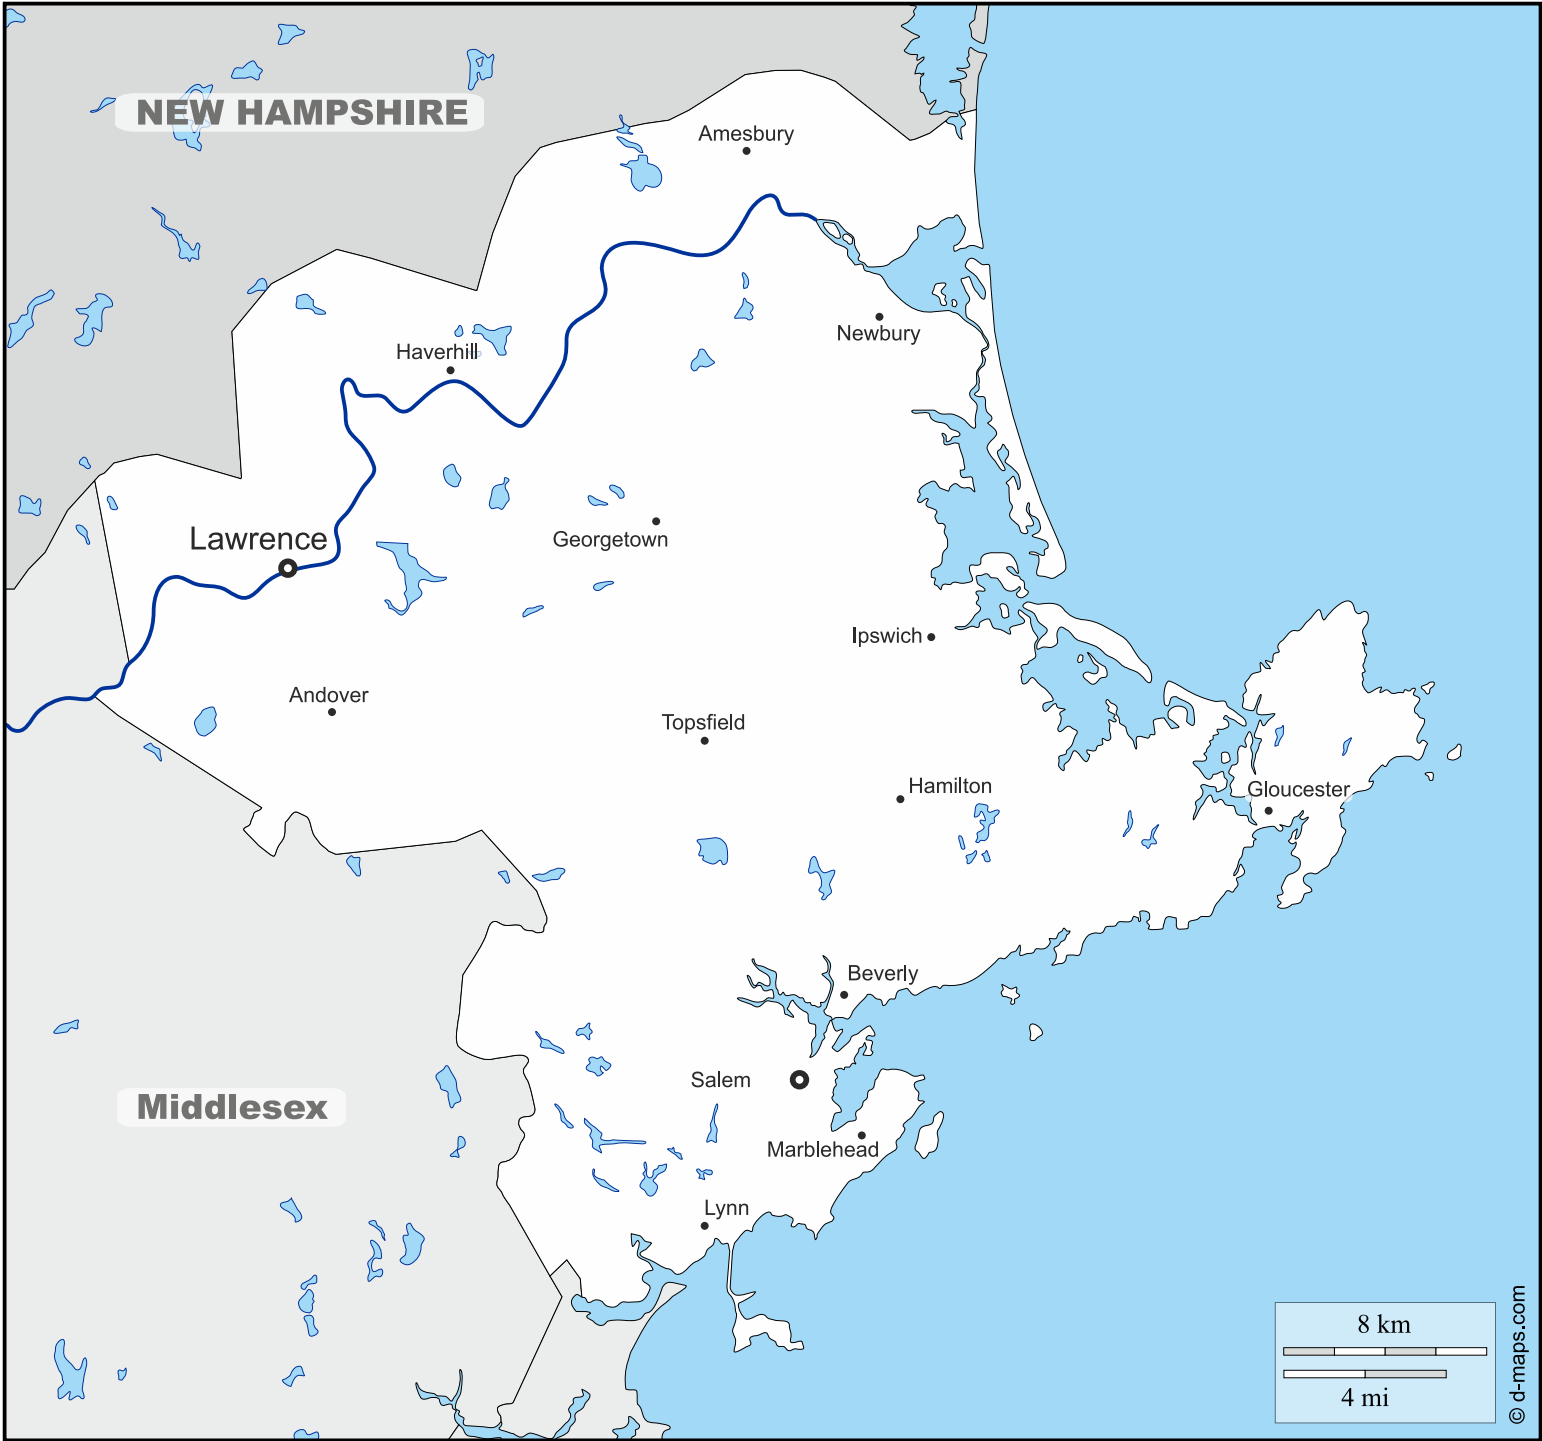 NEW HAMPSHIRE
Amesbury
Newbury
Haverhill
Lawrence
Georgetown
Ipswich
Andover
Topsfield
Hamilton
Gloucester
Beverly
Salem
Middlesex
Marblehead
Lynn
8 km
4 mi
© d-maps.com